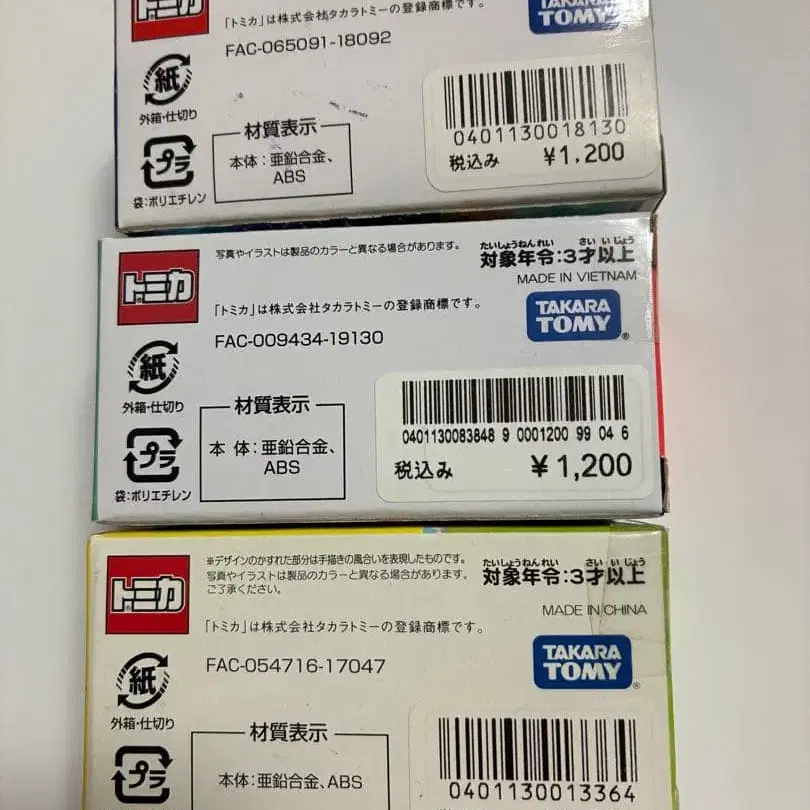 トミカ
「トミカ」は株式会社タカラトミーの登録商標です。
TAKARA
TOMY
FAC-065091-18092
紙
外箱・仕切り
プラ
袋：ポリエチレン
材質表示
本体：亜鉛合金、
ABS
0401130018130
税込み ¥1,200
写真やイラストは製品のカラーと異なる場合があります。
たいしょうねんれい さいいじょう
対象年令：3才以上
MADE IN VIETNAM
トミカ
「トミカ」は株式会社タカラトミーの登録商標です。
TAKARA
TOMY®
FAC-009434-19130
紙
外箱・仕切り
プラ
袋：ポリエチレン
材質表示
本 体：亜鉛合金、
ABS
0401130083848 9 0001200 99 04 6
税込み ¥1,200
※デザインのかすれた部分は手描きの風合いを表現したものです。
写真やイラストは製品のカラーと異なる場合があります。
ご了承ください。
たいしょうねんれい さいいじょう
対象年令：3才以上
MADE IN CHINA
トミカ
「トミカ」は株式会社タカラトミーの登録商標です。
TAKARA
TOMY®
FAC-054716-17047
紙
外箱・仕切り
プラ
材質表示
本体：亜鉛合金、ABS
0401130013364